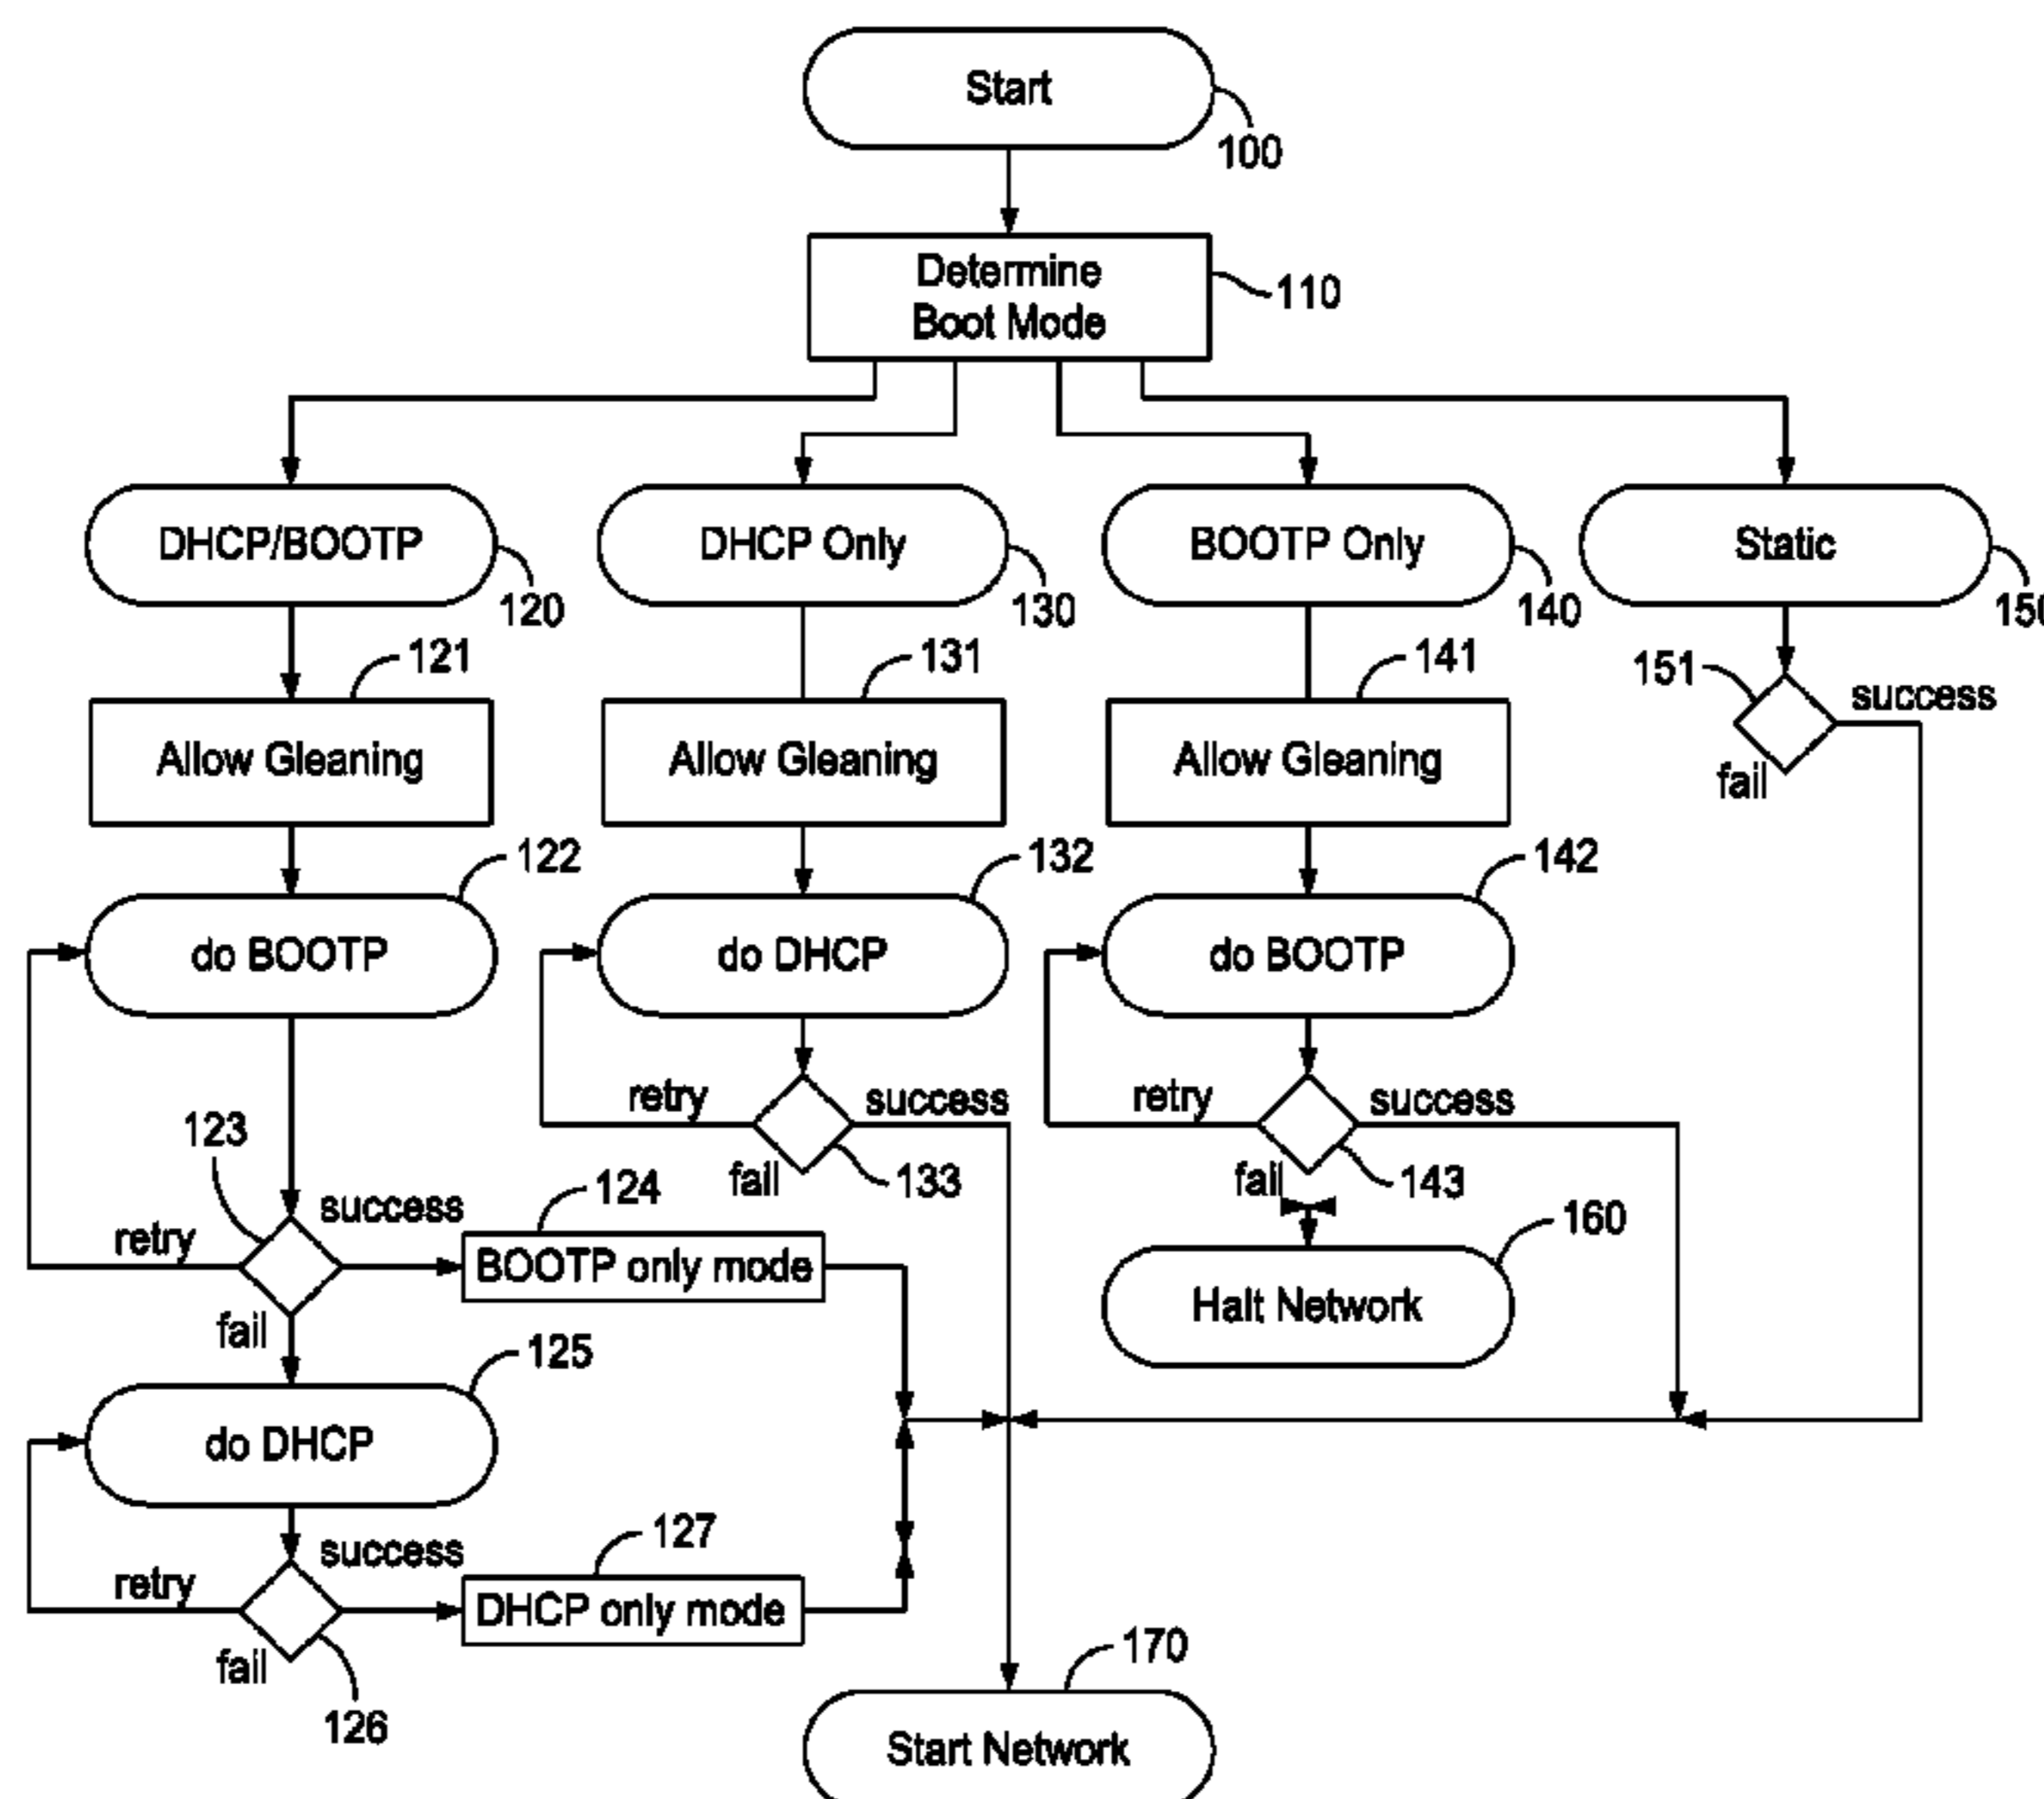 Start
100
Determine
Boot Mode
110
DHCP/BOOTP
120
DHCP Only
130
BOOTP Only
140
Static
150
121
Allow Gleaning
131
Allow Gleaning
141
Allow Gleaning
151
success
fail
122
do BOOTP
132
do DHCP
142
do BOOTP
retry
success
fail
133
retry
success
fail
143
123
retry
success
fail
124
BOOTP only mode
160
Halt Network
125
do DHCP
retry
success
fail
126
127
DHCP only mode
170
Start Network